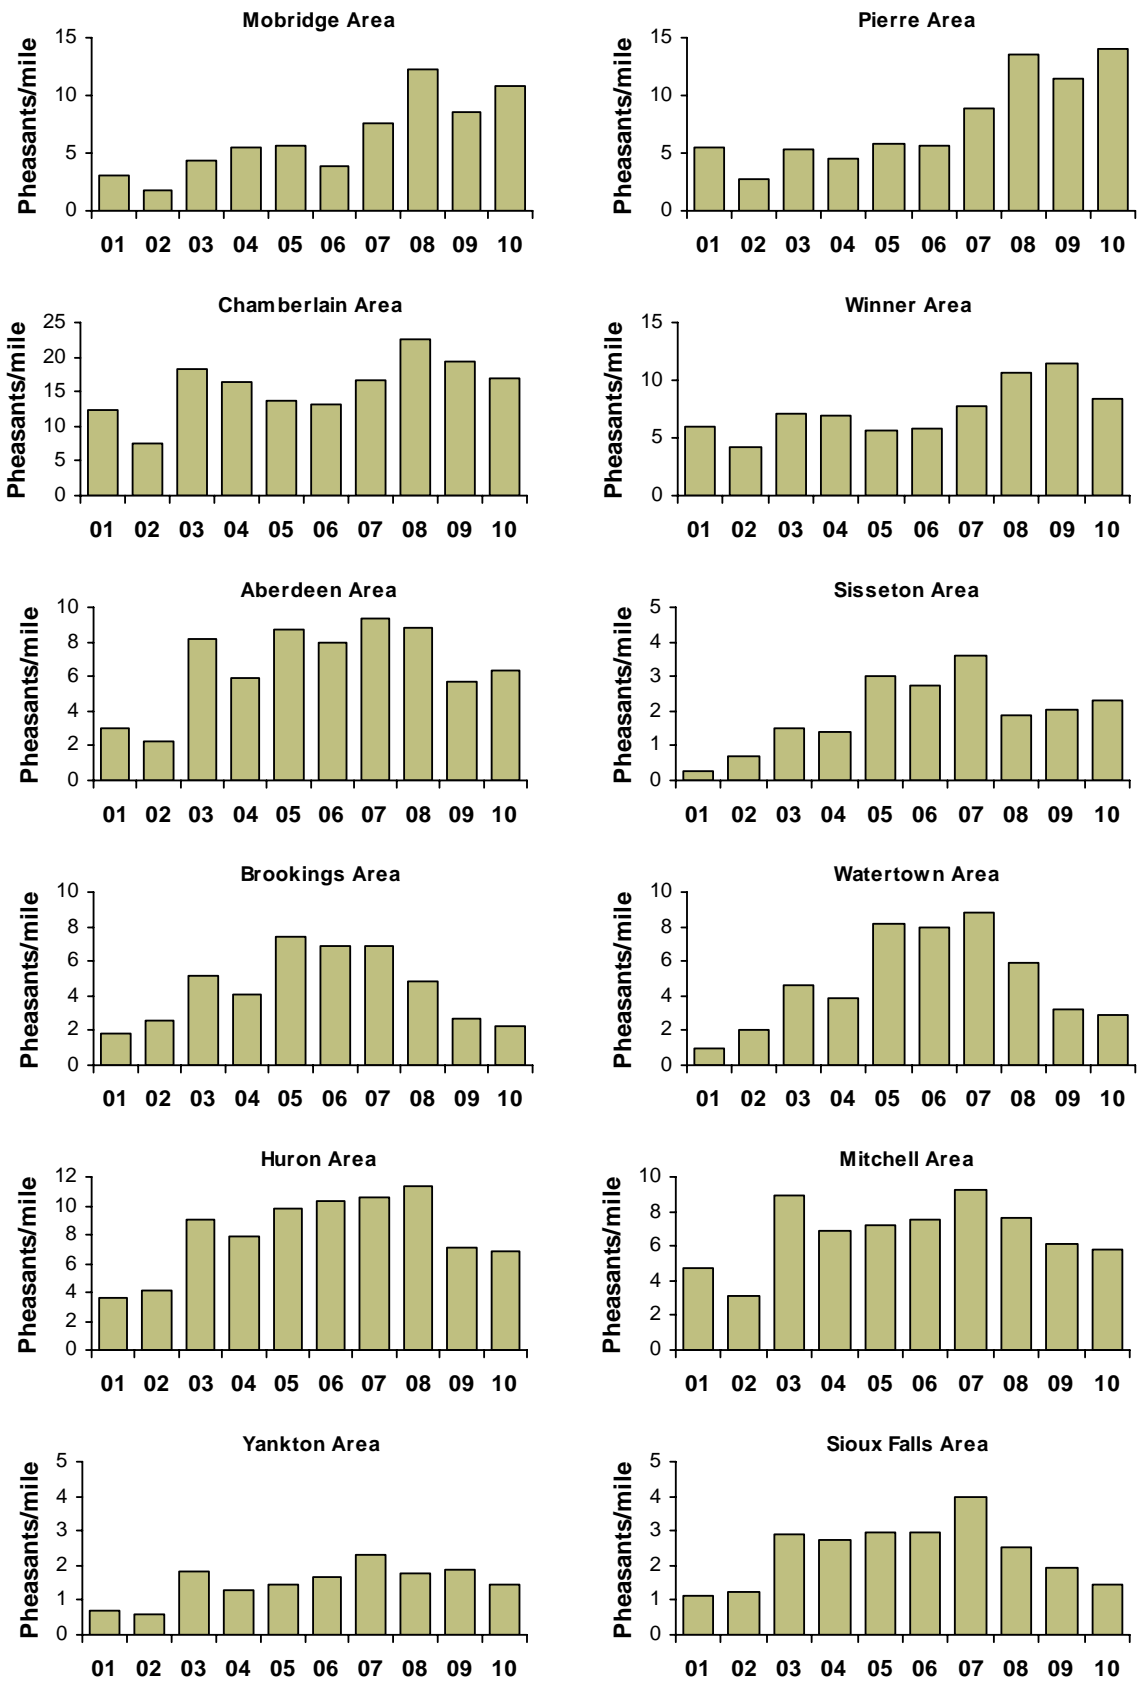 Mobridge Area
Pheasants/mile
15
10
5
0
01 02 03 04 05 06 07 08 09 10
Pierre Area
Pheasants/mile
15
10
5
0
01 02 03 04 05 06 07 08 09 10
Chamberlain Area
Pheasants/mile
25
20
15
10
5
0
01 02 03 04 05 06 07 08 09 10
Winner Area
Pheasants/mile
15
10
5
0
01 02 03 04 05 06 07 08 09 10
Aberdeen Area
Pheasants/mile
10
8
6
4
2
0
01 02 03 04 05 06 07 08 09 10
Sisseton Area
Pheasants/mile
5
4
3
2
1
0
01 02 03 04 05 06 07 08 09 10
Brookings Area
Pheasants/mile
10
8
6
4
2
0
01 02 03 04 05 06 07 08 09 10
Watertown Area
Pheasants/mile
10
8
6
4
2
0
01 02 03 04 05 06 07 08 09 10
Huron Area
Pheasants/mile
12
10
8
6
4
2
0
01 02 03 04 05 06 07 08 09 10
Mitchell Area
Pheasants/mile
10
8
6
4
2
0
01 02 03 04 05 06 07 08 09 10
Yankton Area
Pheasants/mile
5
4
3
2
1
0
01 02 03 04 05 06 07 08 09 10
Sioux Falls Area
Pheasants/mile
5
4
3
2
1
0
01 02 03 04 05 06 07 08 09 10